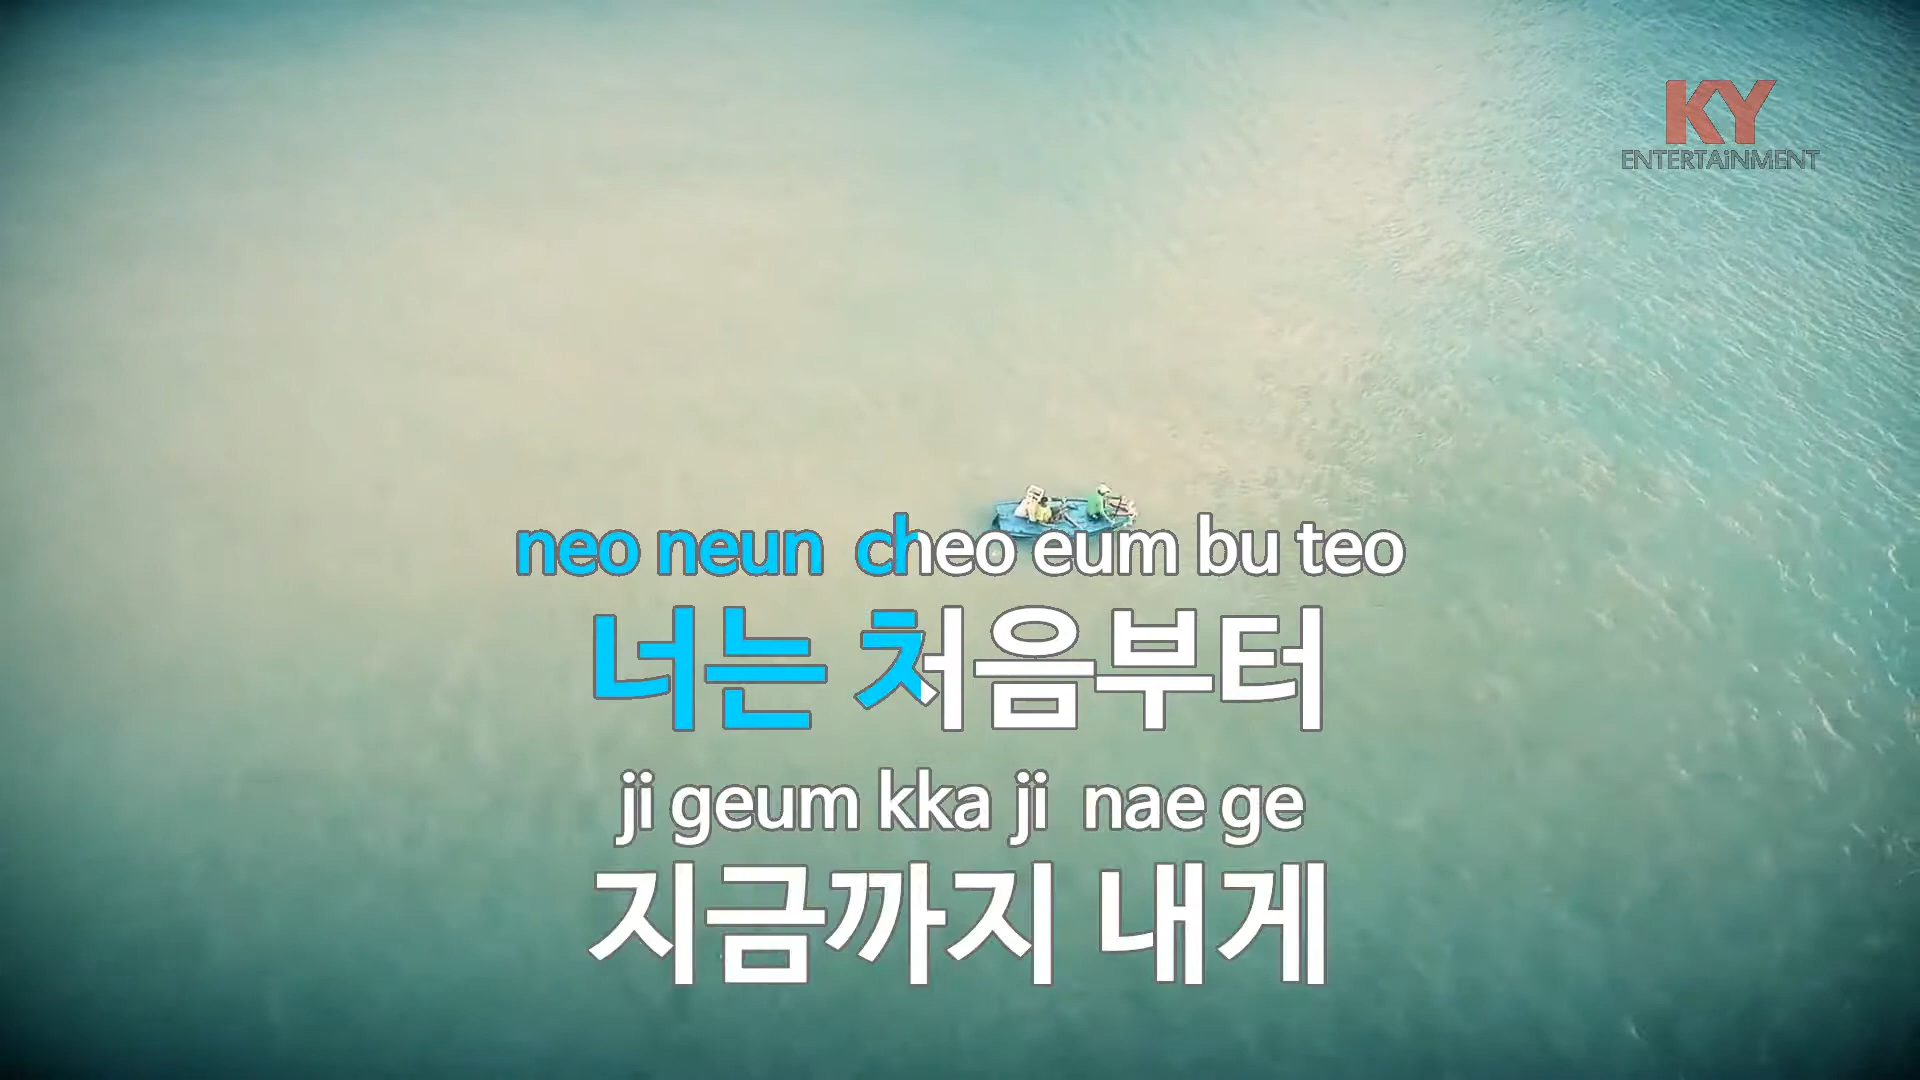 KY
ENTERTAiNMENT
neo neun cheo eum bu teo
너는 처음부터
ji geum kka ji nae ge
지금까지 내게